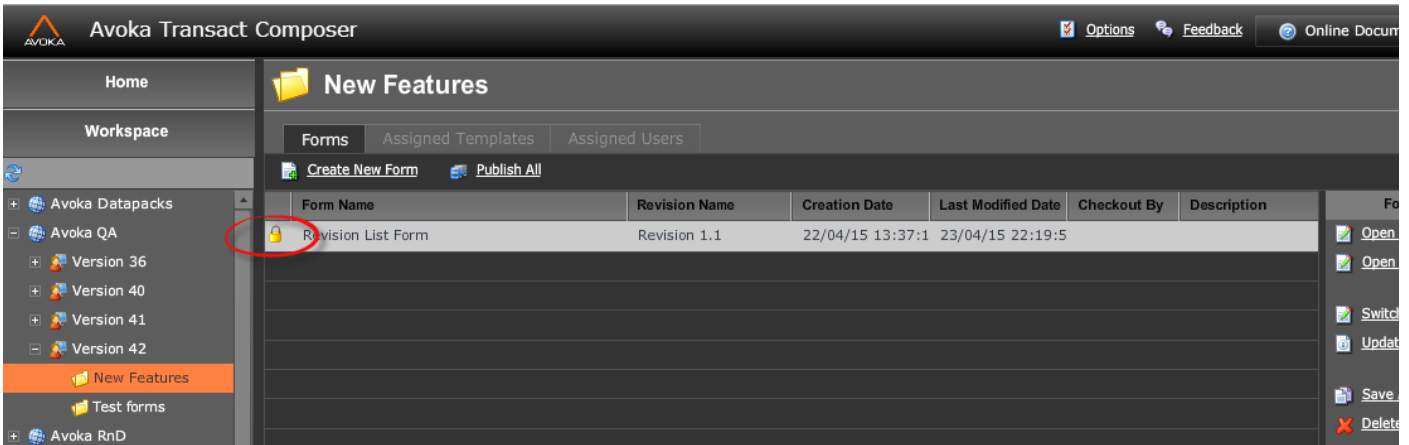 AVOKA Avoka Transact Composer Options Feedback Online Docum
Home
New Features
Workspace
Forms Assigned Templates Assigned Users
Create New Form Publish All
Form Name Revision Name Creation Date Last Modified Date Checkout By Description Fo
Avoka Datapacks
Avoka QA
Revision List Form Revision 1.1 22/04/15 13:37:1 23/04/15 22:19:5 Open
Version 36 Open
Version 40
Version 41 Switch
Version 42 Updat
New Features
Test forms Save
Avoka RnD Delete